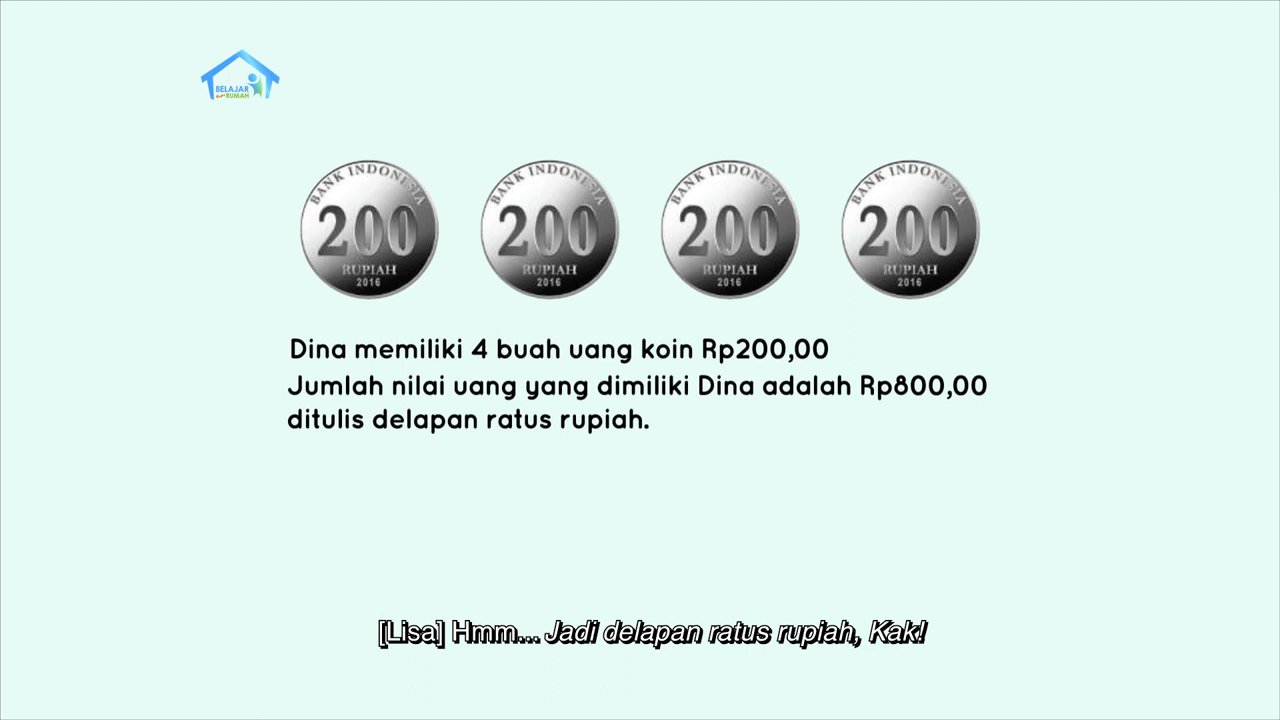 BELAJAR
dari RUMAH
BANK INDONESIA
200
RUPIAH
2016
BANK INDONESIA
200
RUPIAH
2016
BANK INDONESIA
200
RUPIAH
2016
BANK INDONESIA
200
RUPIAH
2016
Dina memiliki 4 buah uang koin Rp200,00
Jumlah nilai uang yang dimiliki Dina adalah Rp800,00
ditulis delapan ratus rupiah.
[Lisa] Hmm... Jadi delapan ratus rupiah, Kak!